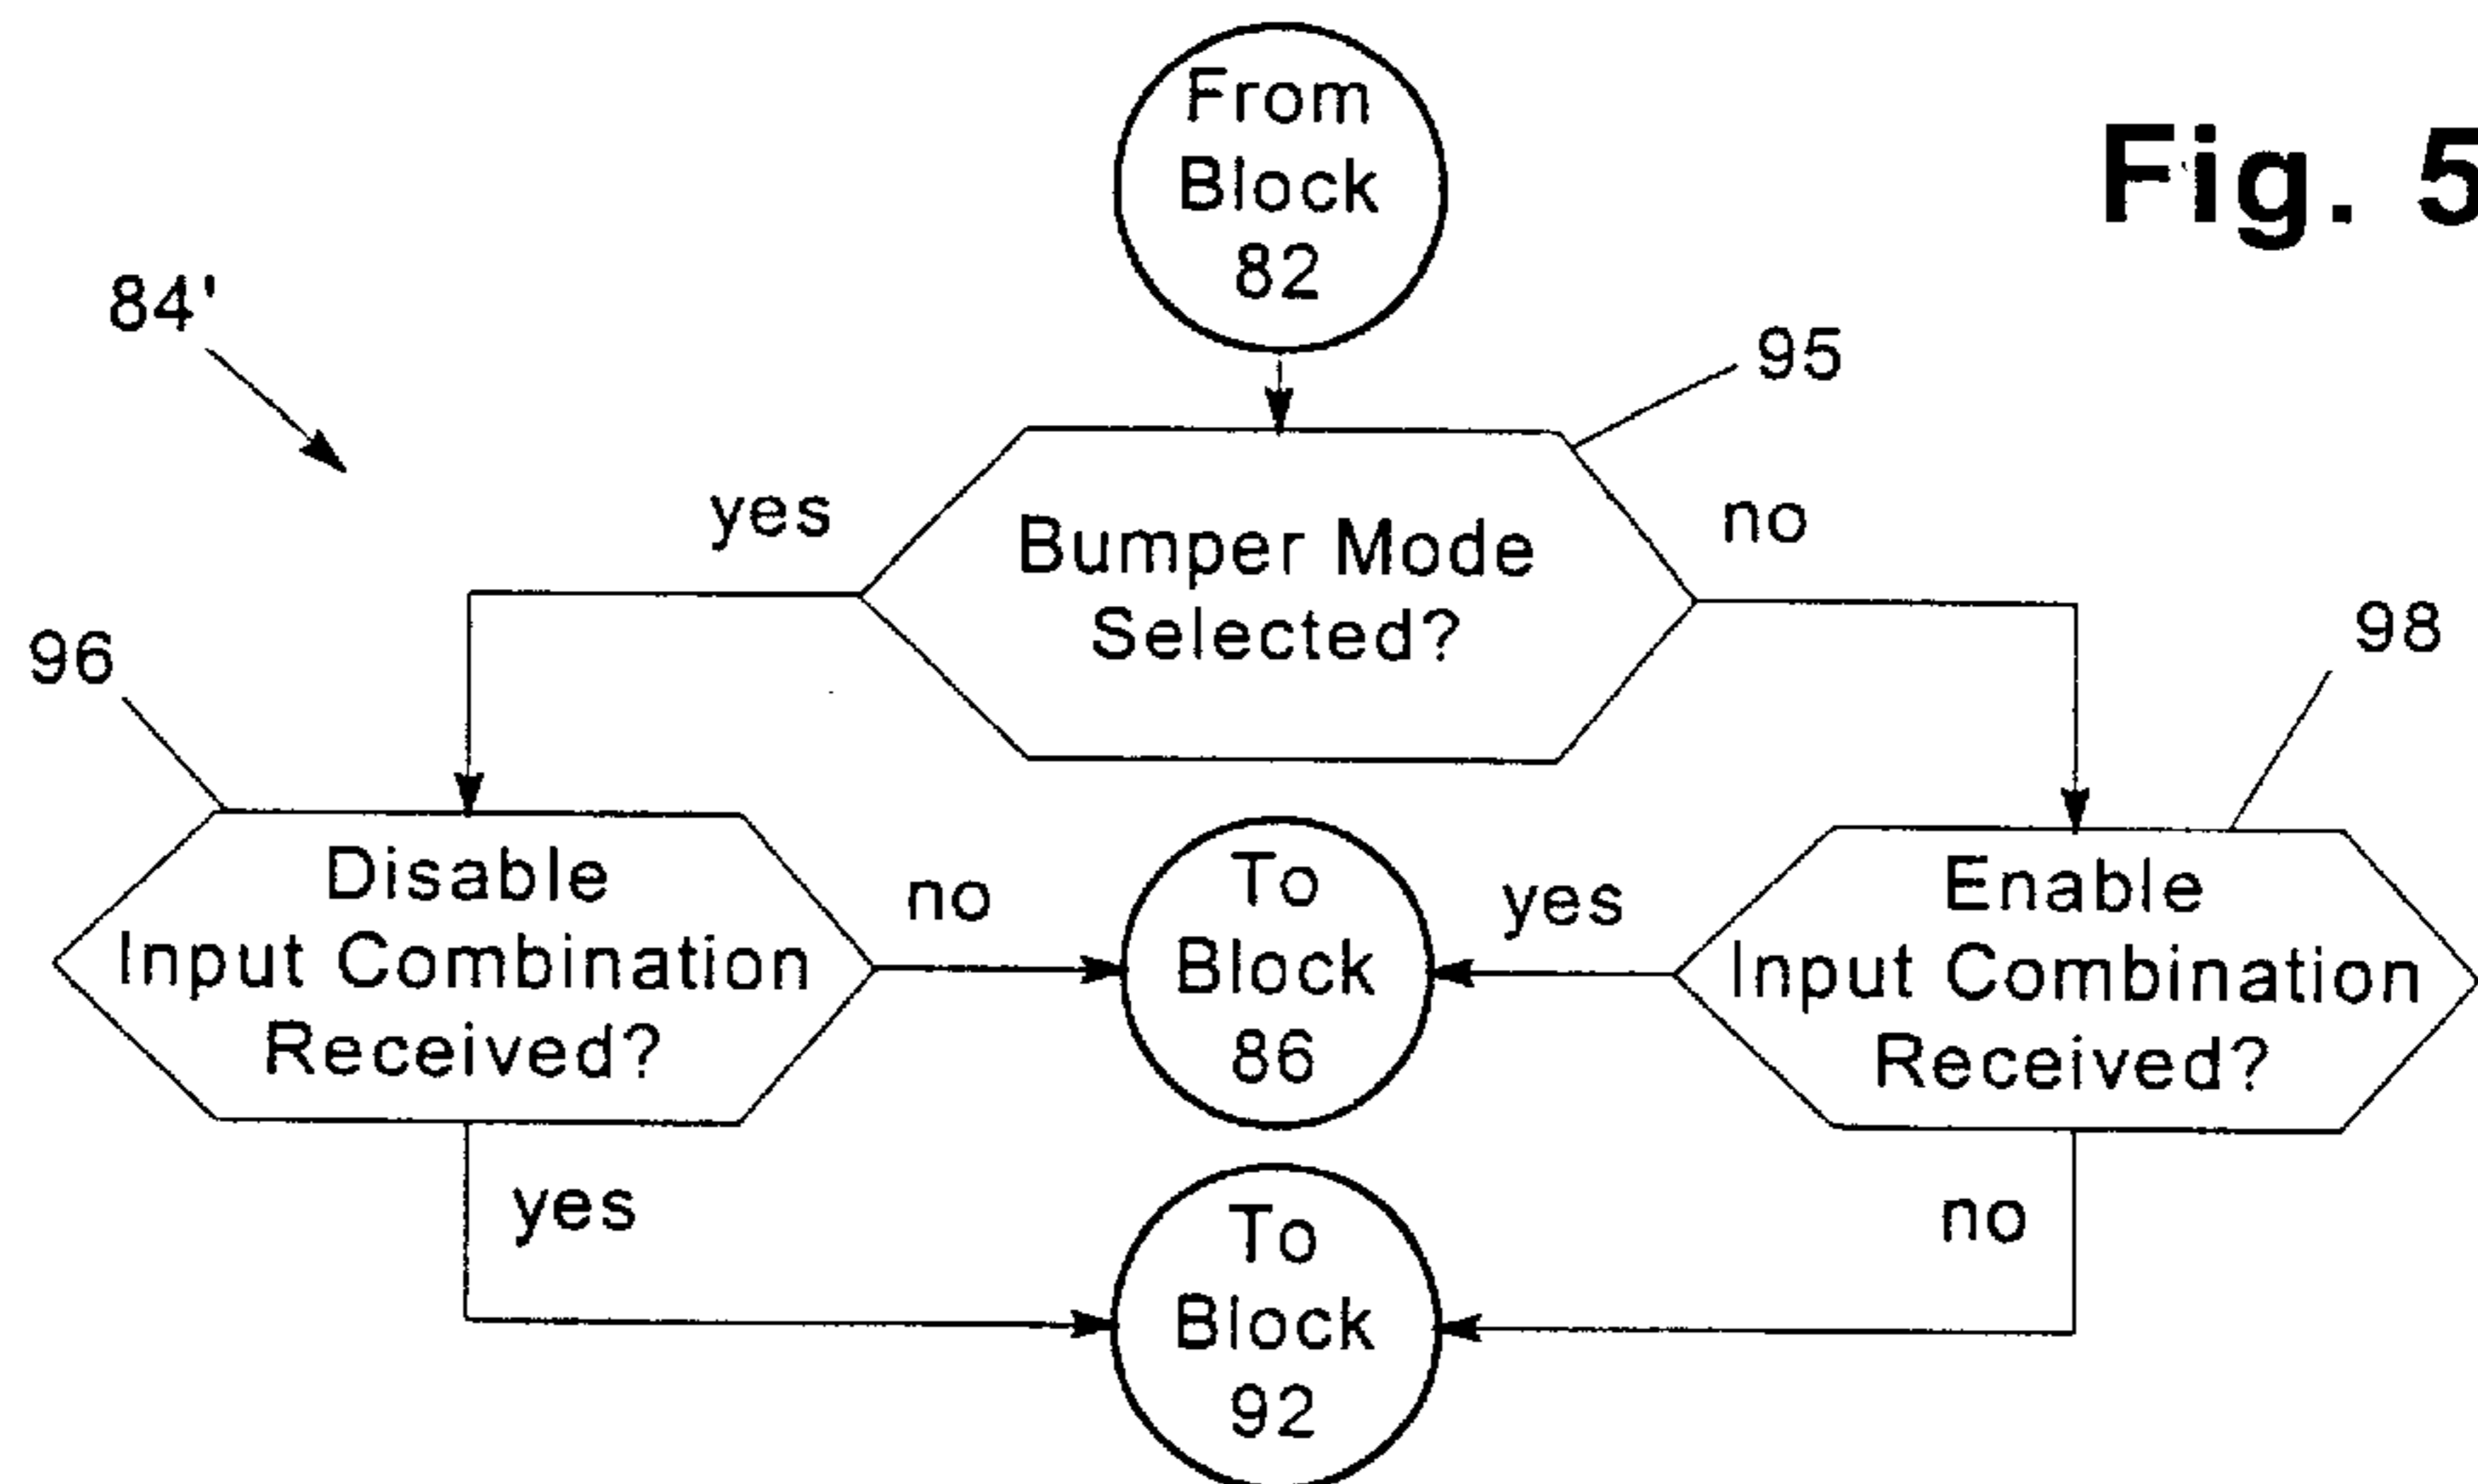 From
Block
82
Fig. 5
84'
95
yes
no
Bumper Mode
Selected?
96
98
Disable
Input Combination
Received?
no
To
Block
86
yes
Enable
Input Combination
Received?
yes
no
To
Block
92